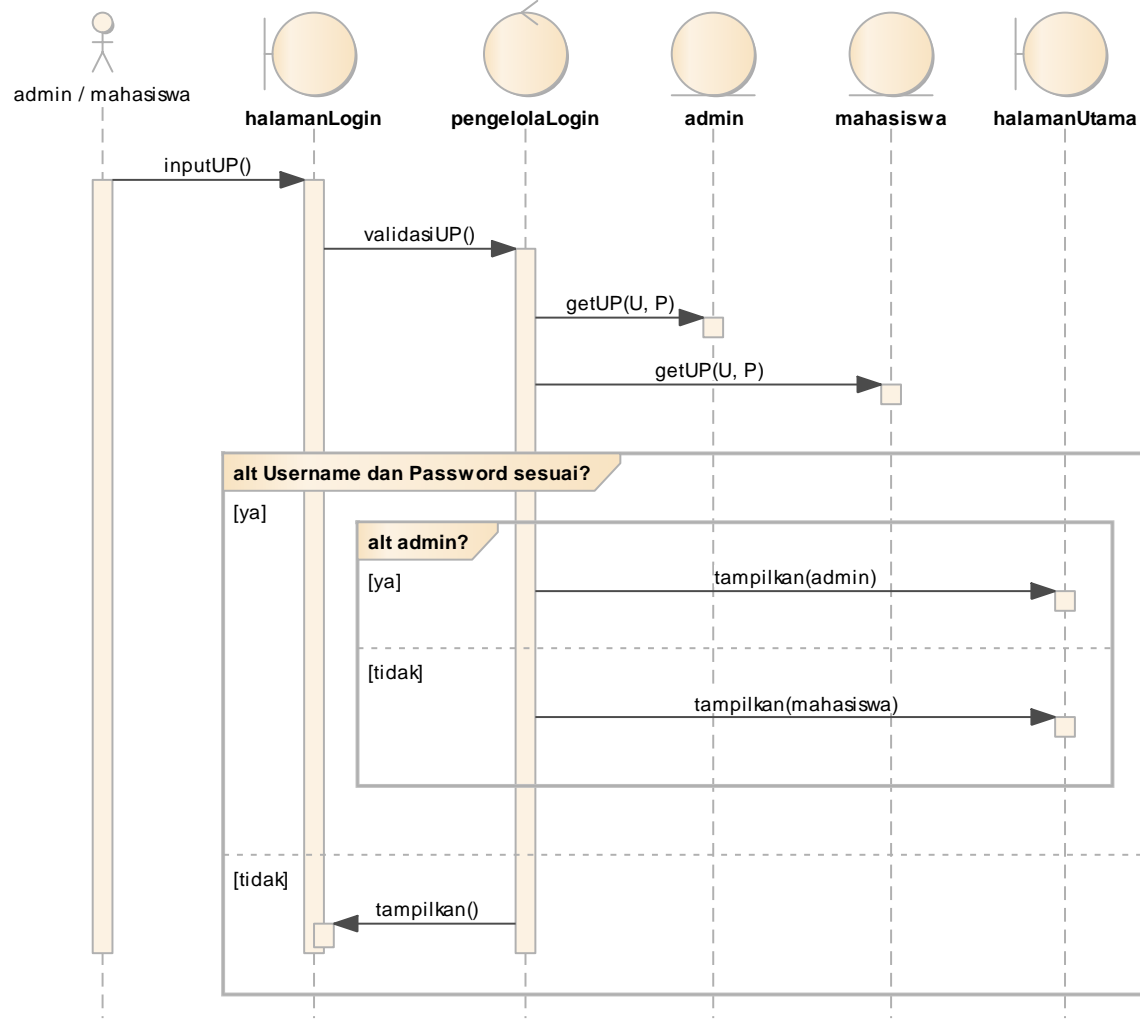 admin / mahasiswa
halamanLogin
pengelolaLogin
admin
mahasiswa
halamanUtama
inputUP()
validasiUP()
getUP(U, P)
getUP(U, P)
alt Username dan Password sesuai?
[ya]
alt admin?
[ya]
tampilkan(admin)
[tidak]
tampilkan(mahasiswa)
[tidak]
tampilkan()